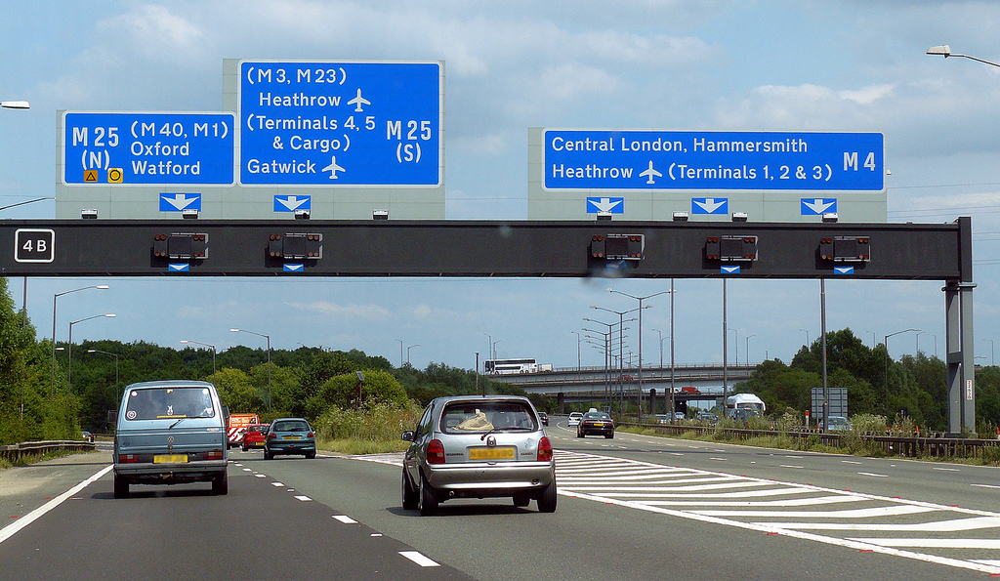 M25
(N)
(M40, M1)
Oxford
Watford
(M3, M23)
Heathrow
(Terminals 4, 5
& Cargo)
Gatwick
M25
(S)
Central London, Hammersmith
Heathrow (Terminals 1, 2 & 3)
M4
4B